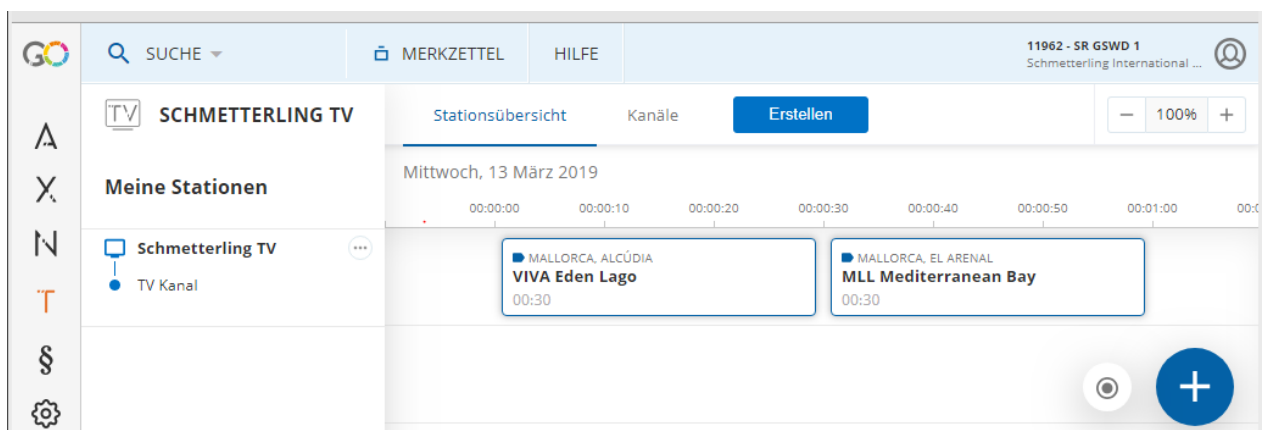 GO
SUCHE
MERKZETTEL
HILFE
11962 - SR GSWD 1
Schmetterling International ...
TV
SCHMETTERLING TV
Stationsübersicht
Kanäle
Erstellen
− 100% +
Meine Stationen
Mittwoch, 13 März 2019
00:00:00 00:00:10 00:00:20 00:00:30 00:00:40 00:00:50 00:01:00
Schmetterling TV
TV Kanal
MALLORCA, ALCÚDIA
VIVA Eden Lago
00:30
MALLORCA, EL ARENAL
MLL Mediterranean Bay
00:30
A
X
N
T
§
+